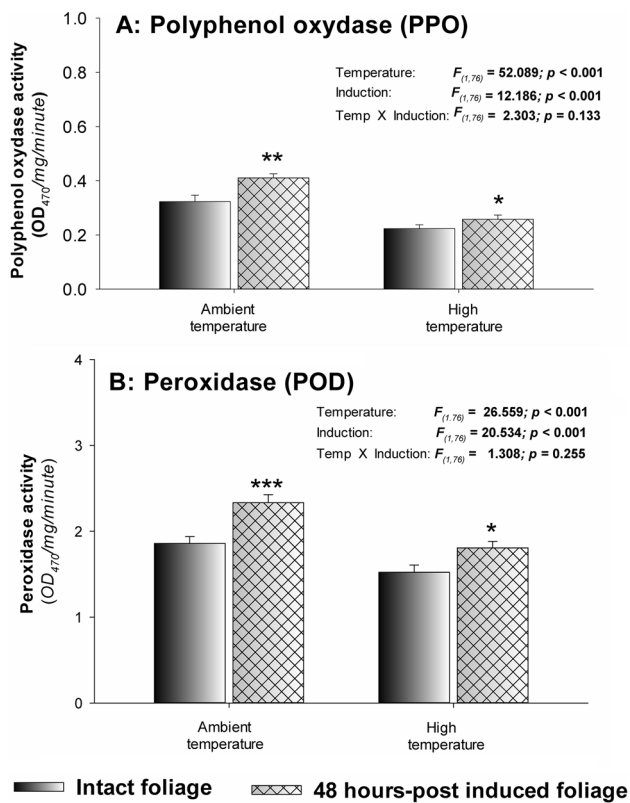 A: Polyphenol oxydase (PPO)
1.0
0.8
0.6
0.4
0.2
0.0
Polyphenol oxydase activity
(OD470/mg/minute)
Temperature: F(1,76) = 52.089; p < 0.001
Induction: F(1,76) = 12.186; p < 0.001
Temp X Induction: F(1,76) = 2.303; p = 0.133
**
*
Ambient
temperature
High
temperature
B: Peroxidase (POD)
4
3
2
1
0
Peroxidase activity
(OD470/mg/minute)
Temperature: F(1,76) = 26.559; p < 0.001
Induction: F(1,76) = 20.534; p < 0.001
Temp X Induction: F(1,76) = 1.308; p = 0.255
***
*
Ambient
temperature
High
temperature
Intact foliage
48 hours-post induced foliage